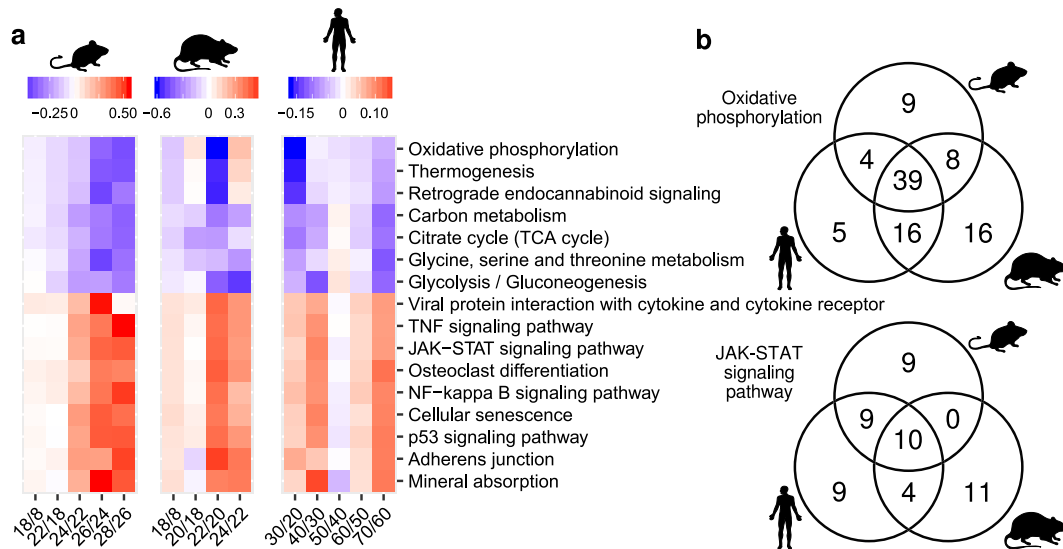 a
−0.250 0 0.50
−0.6 0 0.3
−0.15 0 0.10
Oxidative phosphorylation
Thermogenesis
Retrograde endocannabinoid signaling
Carbon metabolism
Citrate cycle (TCA cycle)
Glycine, serine and threonine metabolism
Glycolysis / Gluconeogenesis
Viral protein interaction with cytokine and cytokine receptor
TNF signaling pathway
JAK−STAT signaling pathway
Osteoclast differentiation
NF−kappa B signaling pathway
Cellular senescence
p53 signaling pathway
Adherens junction
Mineral absorption
18/8 22/18 24/22 26/24 28/26
18/8 20/18 22/20 24/22
30/20 40/30 50/40 60/50 70/60
b
Oxidative
phosphorylation
9
4 39 8
5 16 16
JAK-STAT
signaling
pathway
9
9 10 0
9 4 11